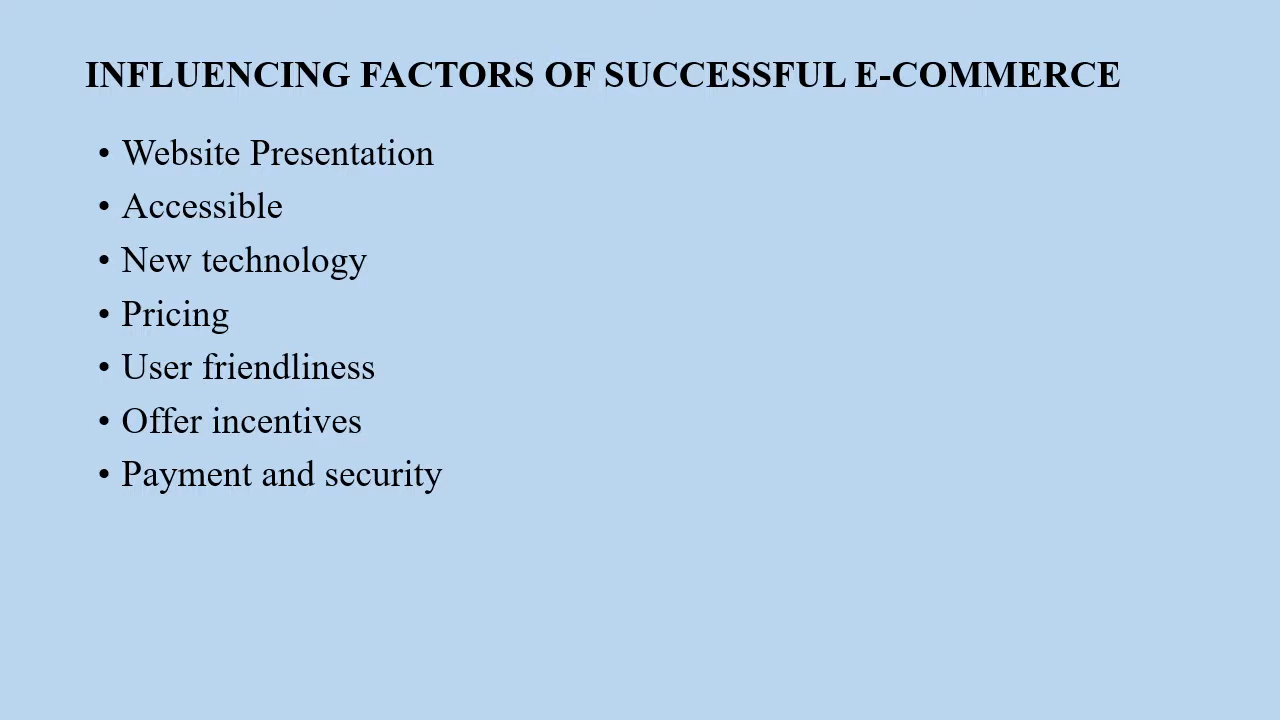 INFLUENCING FACTORS OF SUCCESSFUL E-COMMERCE
• Website Presentation
• Accessible
• New technology
• Pricing
• User friendliness
• Offer incentives
• Payment and security